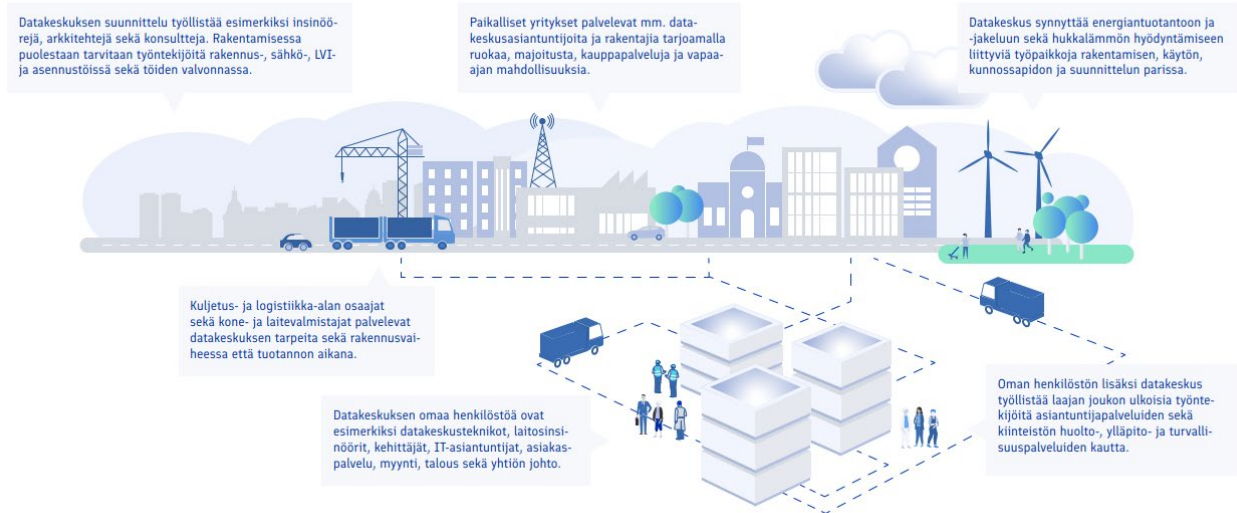 Datakeskuksen suunnittelu työllistää esimerkiksi insinöö-
rejä, arkkitehtejä sekä konsultteja. Rakentamisessa
puolestaan tarvitaan työntekijöitä rakennus-, sähkö-, LVI-
ja asennustöissä sekä töiden valvonnassa.
Paikalliset yritykset palvelevat mm. data-
keskusasiantuntijoita ja rakentajia tarjoamalla
ruokaa, majoitusta, kauppapalveluja ja vapaa-
ajan mahdollisuuksia.
Datakeskus synnyttää energiantuotantoon ja
-jakeluun sekä hukkalämmön hyödyntämiseen
liittyviä työpaikkoja rakentamisen, käytön,
kunnossapidon ja suunnittelun parissa.
Kuljetus- ja logistiikka-alan osaajat
sekä kone- ja laitevalmistajat palvelevat
datakeskuksen tarpeita sekä rakennusvai-
heessa että tuotannon aikana.
Datakeskuksen omaa henkilöstöä ovat
esimerkiksi datakeskusteknikot, laitosinsi-
nöörit, kehittäjät, IT-asiantuntijat, asiakas-
palvelu, myynti, talous sekä yhtiön johto.
Oman henkilöstön lisäksi datakeskus
työllistää laajan joukon ulkoisia työnte-
kijöitä asiantuntijapalveluiden sekä
kiinteistön huolto-, ylläpito- ja turvalli-
suuspalveluiden kautta.